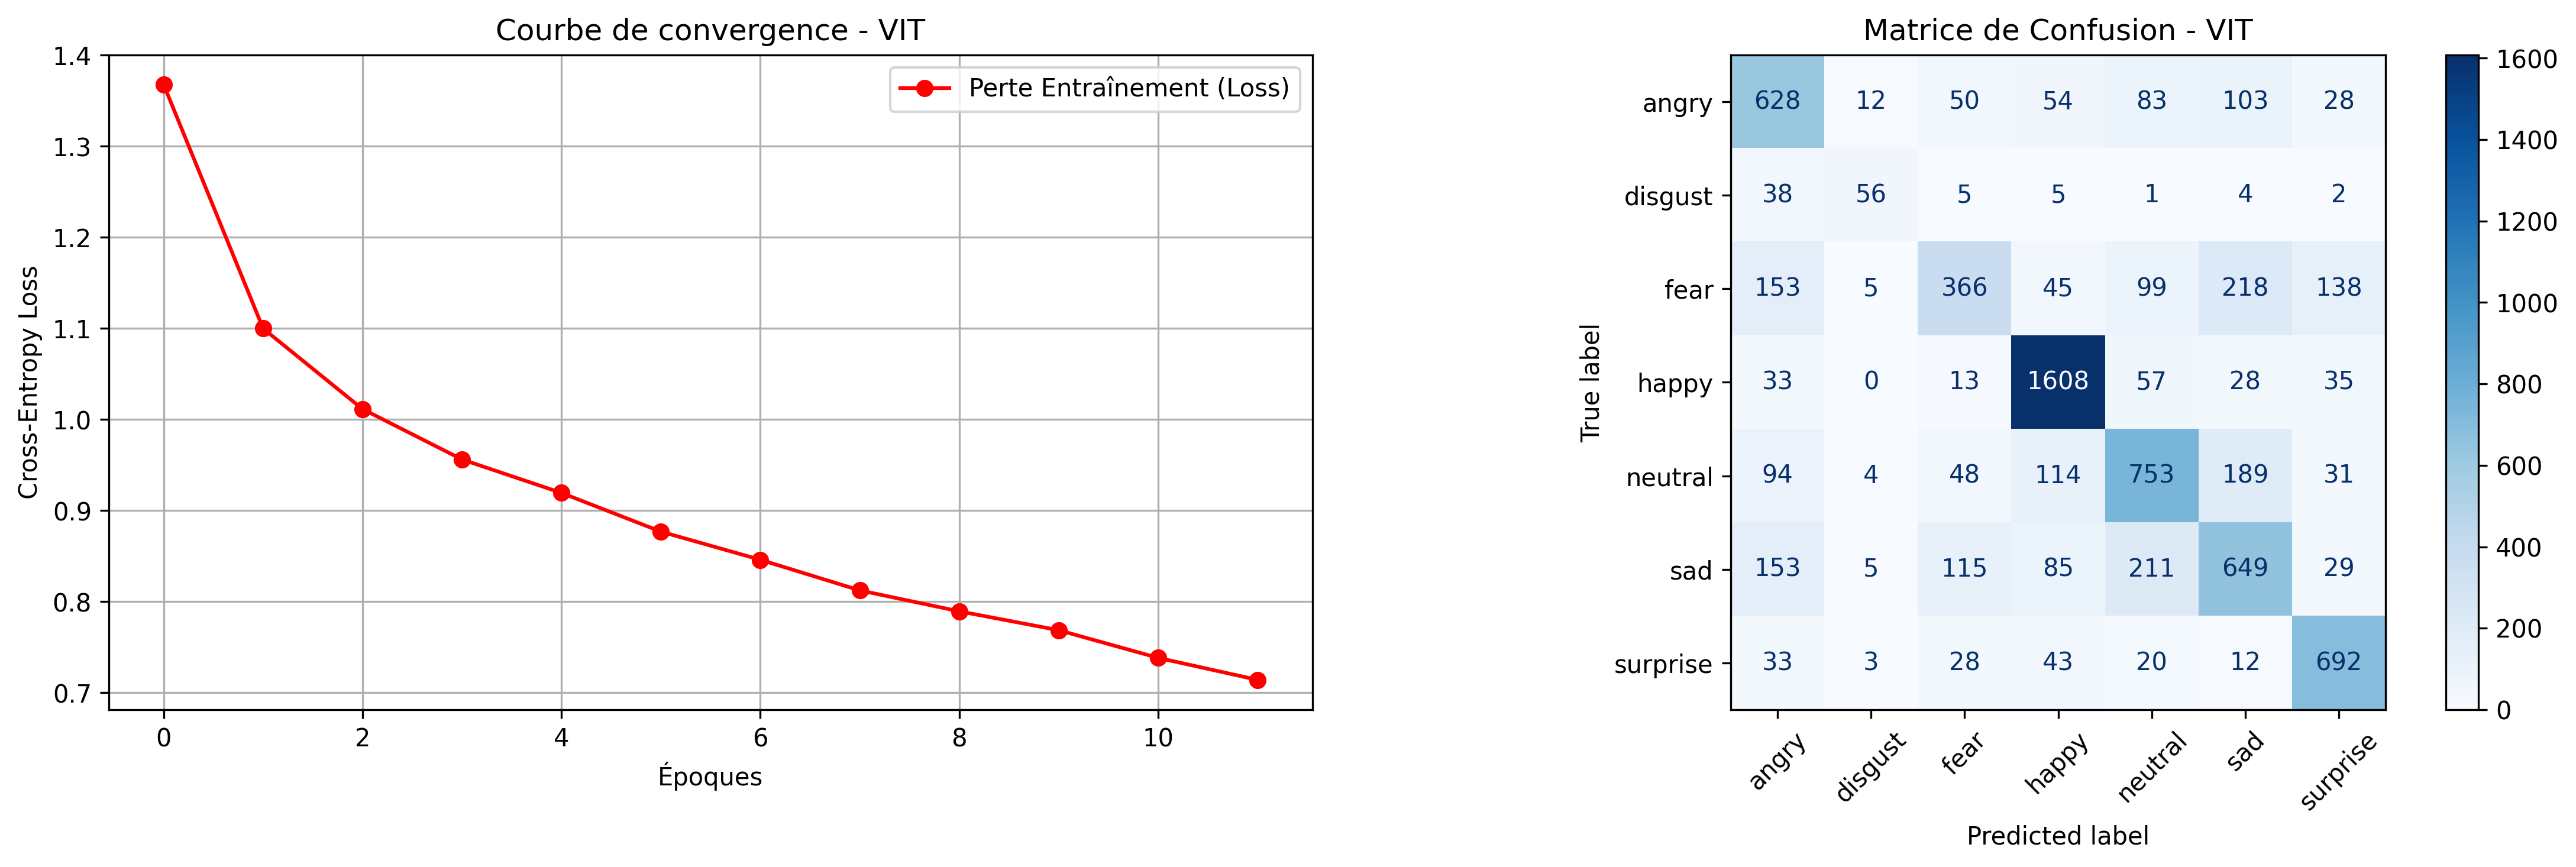 Courbe de convergence - VIT
1.4
1.3
1.2
1.1
1.0
0.9
0.8
0.7
Cross-Entropy Loss
Perte Entraînement (Loss)
0 2 4 6 8 10
Époques
Matrice de Confusion - VIT
True label
angry 628 12 50 54 83 103 28
disgust 38 56 5 5 1 4 2
fear 153 5 366 45 99 218 138
happy 33 0 13 1608 57 28 35
neutral 94 4 48 114 753 189 31
sad 153 5 115 85 211 649 29
surprise 33 3 28 43 20 12 692
angry disgust fear happy neutral sad surprise
Predicted label
1600
1400
1200
1000
800
600
400
200
0